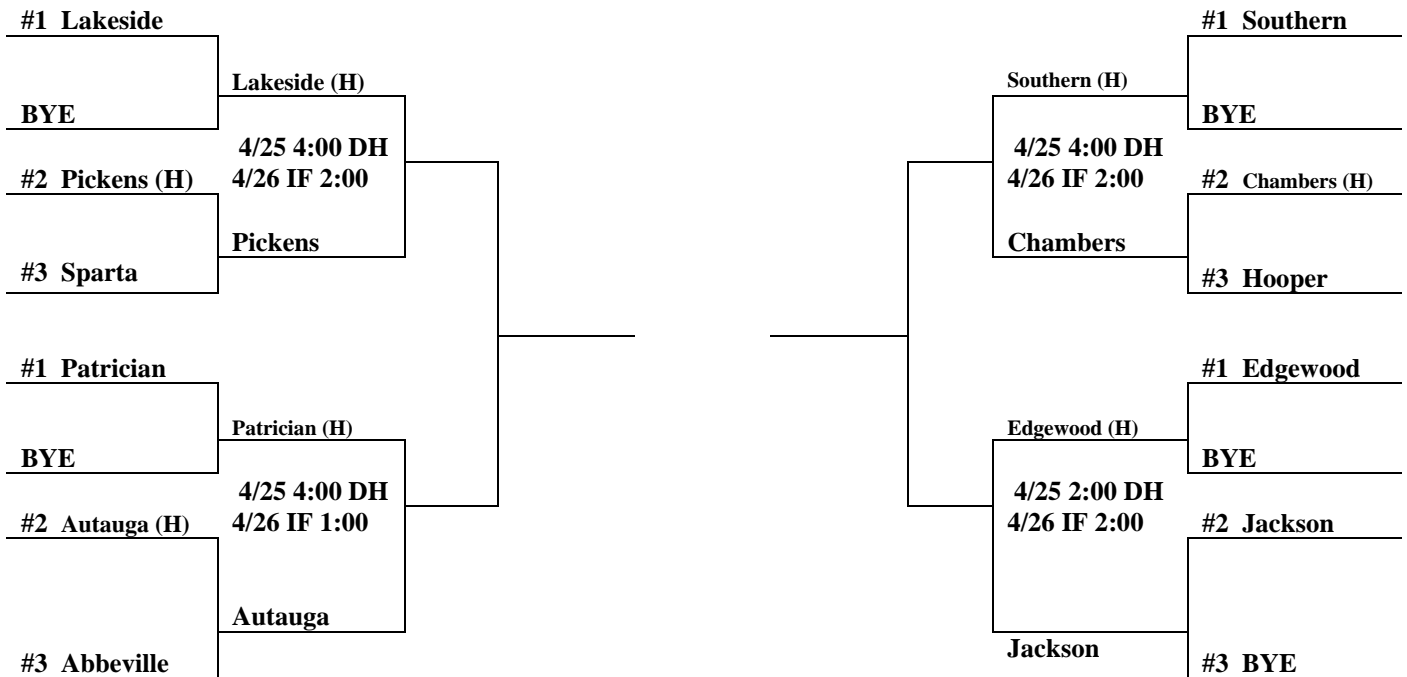 #1 Lakeside
Lakeside (H)
BYE
4/25 4:00 DH
4/26 IF 2:00
#2 Pickens (H)
Pickens
#3 Sparta
#1 Patrician
Patrician (H)
BYE
4/25 4:00 DH
4/26 IF 1:00
#2 Autauga (H)
Autauga
#3 Abbeville
#1 Southern
Southern (H)
BYE
4/25 4:00 DH
4/26 IF 2:00
#2 Chambers (H)
Chambers
#3 Hooper
#1 Edgewood
Edgewood (H)
BYE
4/25 2:00 DH
4/26 IF 2:00
#2 Jackson
Jackson
#3 BYE